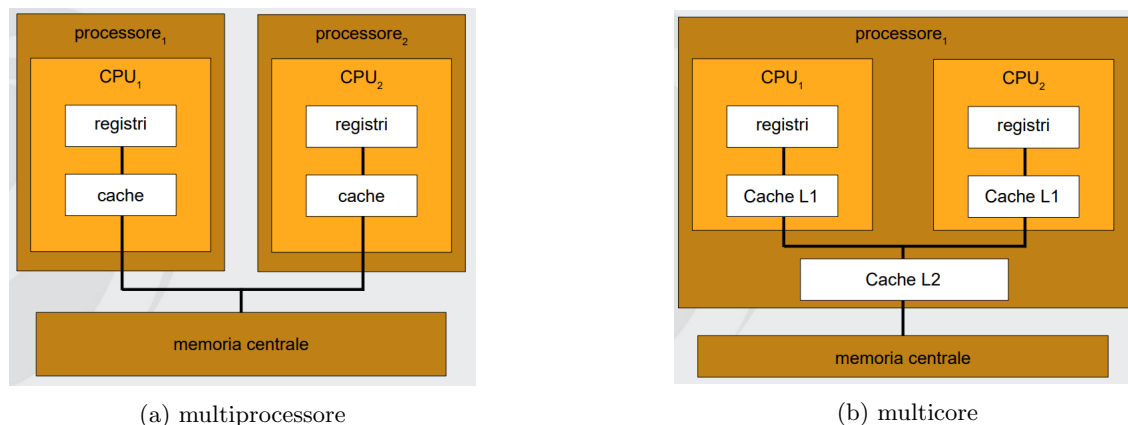 processore₁
CPU₁
registri
cache
processore₂
CPU₂
registri
cache
memoria centrale
(a) multiprocessore
processore₁
CPU₁
registri
Cache L1
CPU₂
registri
Cache L1
Cache L2
memoria centrale
(b) multicore